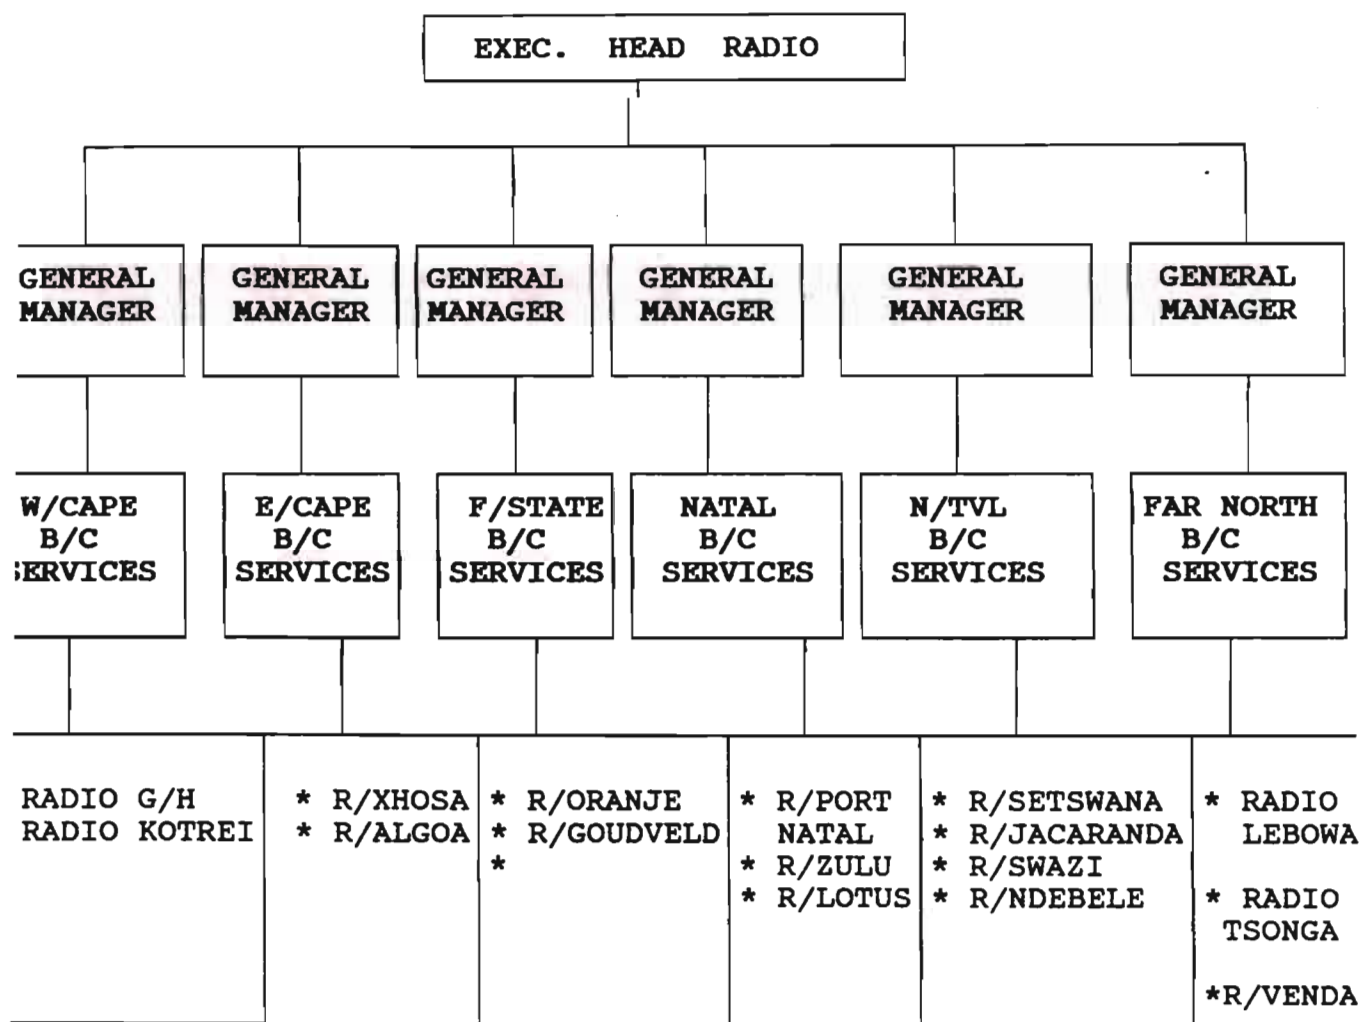 EXEC. HEAD RADIO
GENERAL
MANAGER
GENERAL
MANAGER
GENERAL
MANAGER
GENERAL
MANAGER
GENERAL
MANAGER
GENERAL
MANAGER
W/CAPE
B/C
SERVICES
E/CAPE
B/C
SERVICES
F/STATE
B/C
SERVICES
NATAL
B/C
SERVICES
N/TVL
B/C
SERVICES
FAR NORTH
B/C
SERVICES
RADIO G/H
RADIO KOTREI
* R/XHOSA
* R/ALGOA
* R/ORANJE
* R/GOUDVELD
*
* R/PORT
NATAL
* R/ZULU
* R/LOTUS
* R/SETSWANA
* R/JACARANDA
* R/SWAZI
* R/NDEBELE
* RADIO
LEBOWA
* RADIO
TSONGA
*R/VENDA